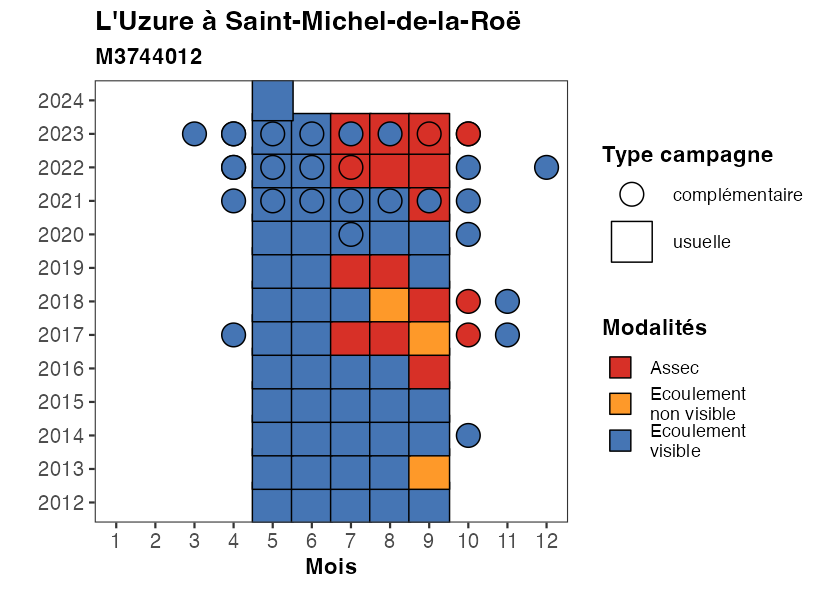 L'Uzure à Saint-Michel-de-la-Roë
M3744012
2024
2023
2022
2021
2020
2019
2018
2017
2016
2015
2014
2013
2012
1 2 3 4 5 6 7 8 9 10 11 12
Mois
Type campagne
complémentaire
usuelle
Modalités
Assec
Ecoulement
non visible
Ecoulement
visible